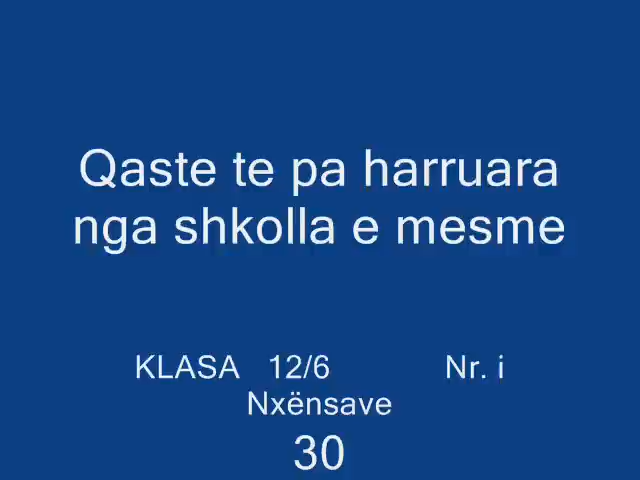 Qaste te pa harruara
nga shkolla e mesme
KLASA 12/6 Nr. i
Nxënsave
30